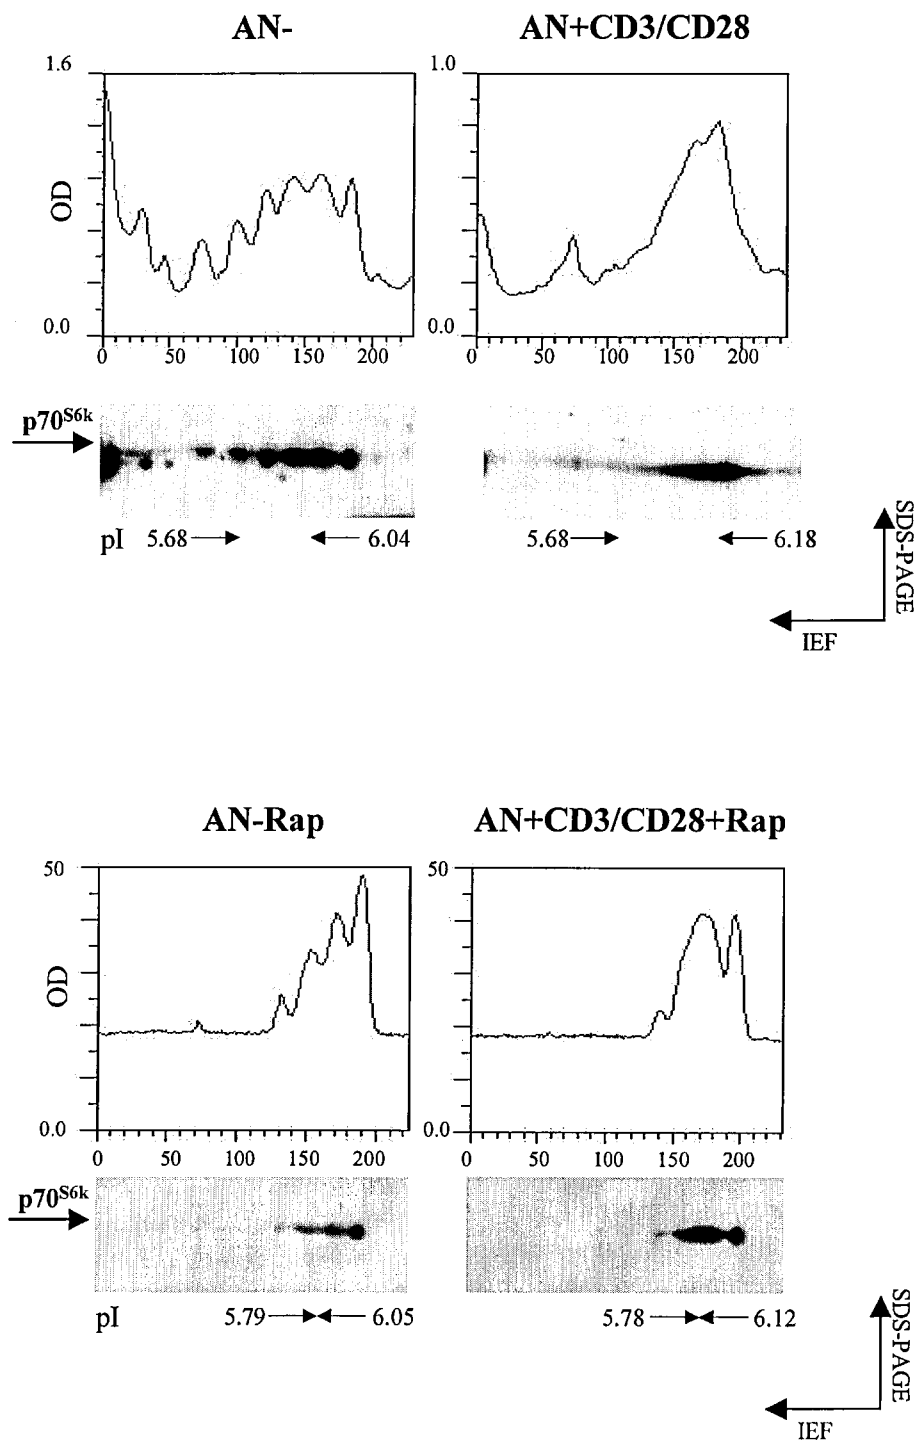 AN- AN+CD3/CD28
1.6 1.0
OD
0.0 0.0
0 50 100 150 200 0 50 100 150 200
p70S6k
pI 5.68 6.04 5.68 6.18
SDS-PAGE
IEF
AN-Rap AN+CD3/CD28+Rap
50 50
OD
0.0 0.0
0 50 100 150 200 0 50 100 150 200
p70S6k
pI 5.79 6.05 5.78 6.12
SDS-PAGE
IEF